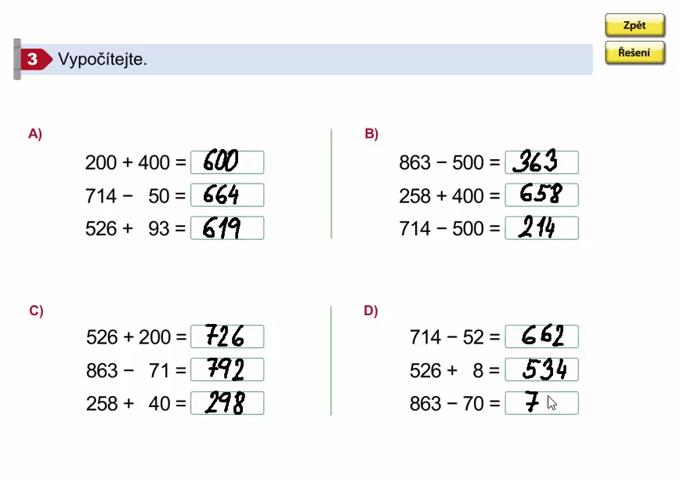 Zpět
Řešení
3 Vypočítejte.
A)
200 + 400 = 600
714 − 50 = 664
526 + 93 = 619
B)
863 − 500 = 363
258 + 400 = 658
714 − 500 = 214
C)
526 + 200 = 726
863 − 71 = 792
258 + 40 = 298
D)
714 − 52 = 662
526 + 8 = 534
863 − 70 = 7